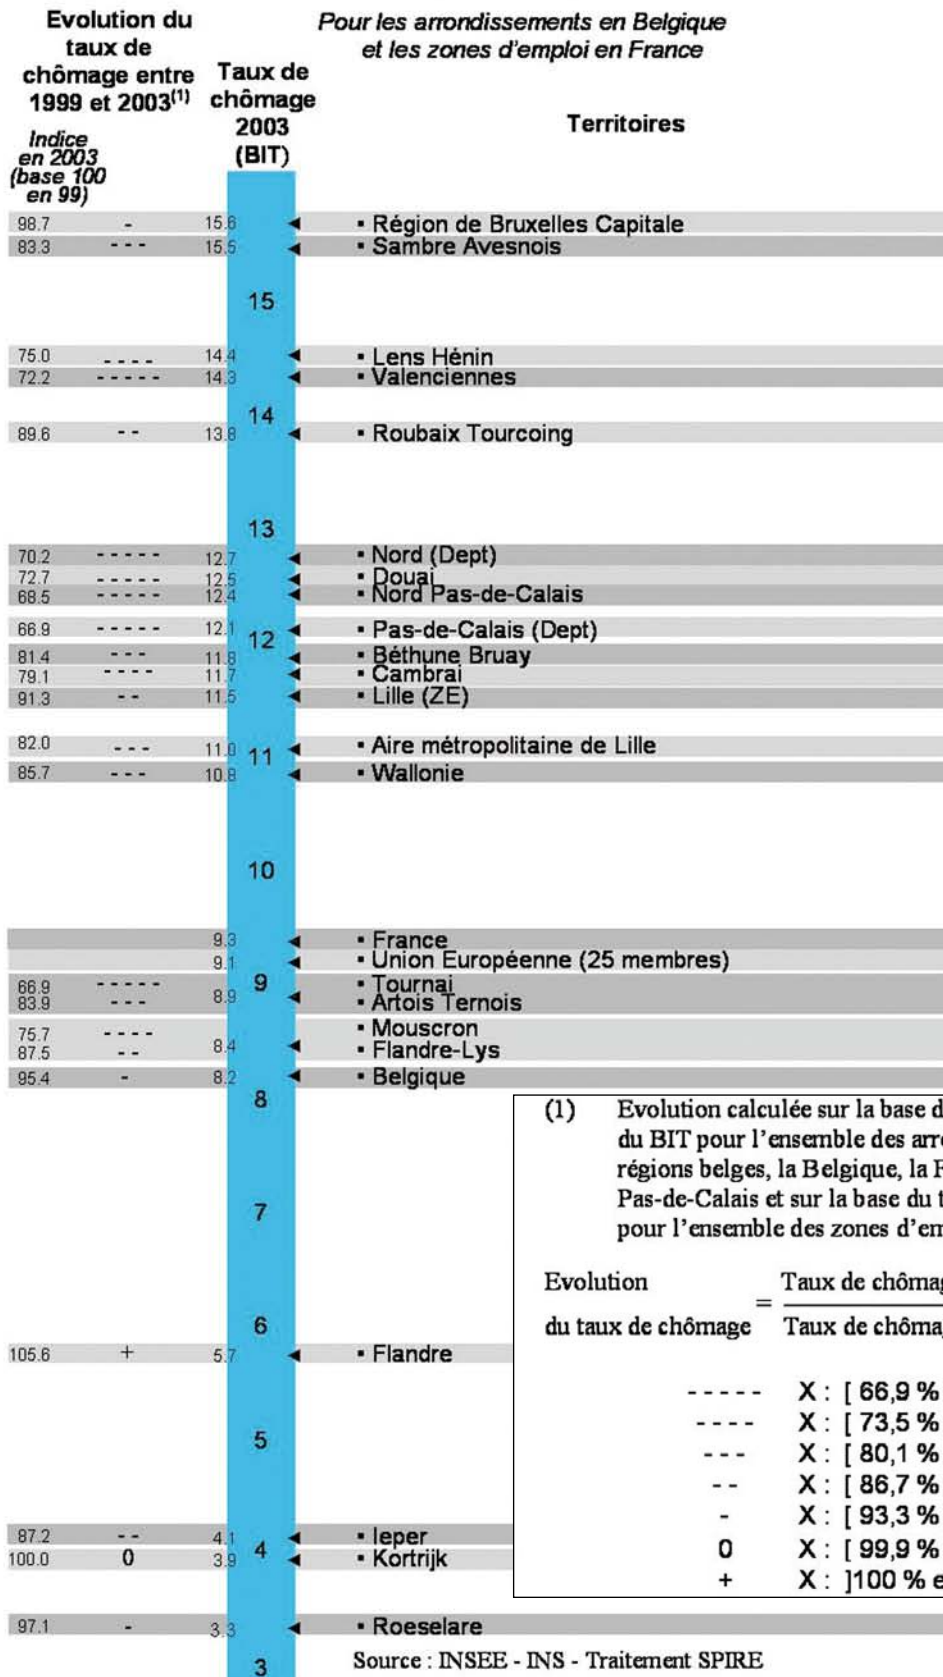 Evolution du
taux de
chômage entre
1999 et 2003(1)
Indice
en 2003
(base 100
en 99)
Taux de
chômage
2003
(BIT)
Pour les arrondissements en Belgique
et les zones d'emploi en France
Territoires
98.7 - 15.6 ◄ ▪ Région de Bruxelles Capitale
83.3 --- 15.5 ◄ ▪ Sambre Avesnois
15
75.0 ---- 14.4 ◄ ▪ Lens Hénin
72.2 ----- 14.3 ◄ ▪ Valenciennes
14
89.6 -- 13.8 ◄ ▪ Roubaix Tourcoing
13
70.2 ----- 12.7 ◄ ▪ Nord (Dept)
72.7 ----- 12.5 ◄ ▪ Douai
68.5 ----- 12.4 ◄ ▪ Nord Pas-de-Calais
66.9 ----- 12.1 ◄ ▪ Pas-de-Calais (Dept)
12
81.4 --- 11.8 ◄ ▪ Béthune Bruay
79.1 ---- 11.7 ◄ ▪ Cambrai
91.3 -- 11.5 ◄ ▪ Lille (ZE)
82.0 --- 11.0 ◄ ▪ Aire métropolitaine de Lille
11
85.7 --- 10.8 ◄ ▪ Wallonie
10
9.3 ◄ ▪ France
9.1 ◄ ▪ Union Européenne (25 membres)
9
66.9 ----- ▪ Tournai
83.9 --- 8.9 ◄ ▪ Artois Ternois
75.7 ---- ▪ Mouscron
87.5 -- 8.4 ◄ ▪ Flandre-Lys
95.4 - 8.2 ◄ ▪ Belgique
8
7
6
105.6 + 5.7 ◄ ▪ Flandre
5
87.2 -- 4.1 ◄ ▪ Ieper
4
100.0 0 3.9 ◄ ▪ Kortrijk
97.1 - 3.3 ◄ ▪ Roeselare
3
(1) Evolution calculée sur la base d
du BIT pour l'ensemble des arr
régions belges, la Belgique, la
Pas-de-Calais et sur la base du t
pour l'ensemble des zones d'em
Evolution
du taux de chômage
=
Taux de chômag
Taux de chôma
----- X : [ 66,9 %
---- X : [ 73,5 %
--- X : [ 80,1 %
-- X : [ 86,7 %
- X : [ 93,3 %
0 X : [ 99,9 %
+ X : ]100 % e
Source : INSEE - INS - Traitement SPIRE